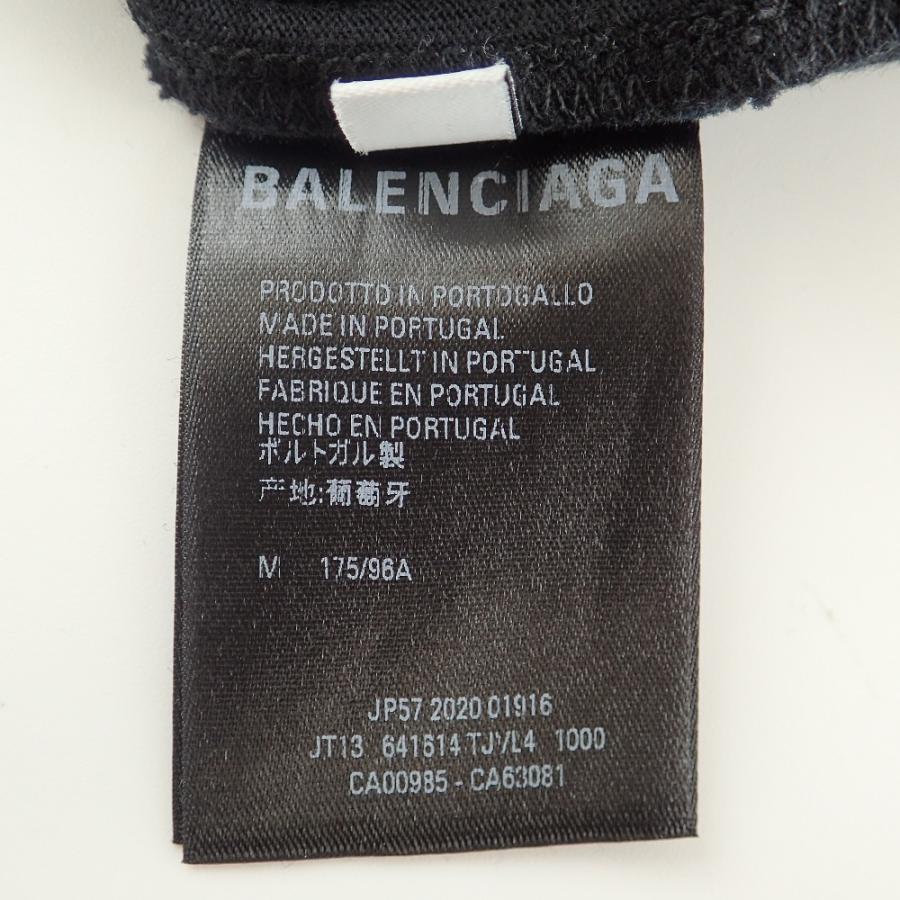 BALENCIAGA
PRODOTTO IN PORTOGALLO
MADE IN PORTUGAL
HERGESTELLT IN PORTUGAL
FABRIQUE EN PORTUGAL
HECHO EN PORTUGAL
ポルトガル製
产地:葡萄牙
M 175/96A
JP57 2020 01916
JT13 641614 TJVL4 1000
CA00985 - CA63081